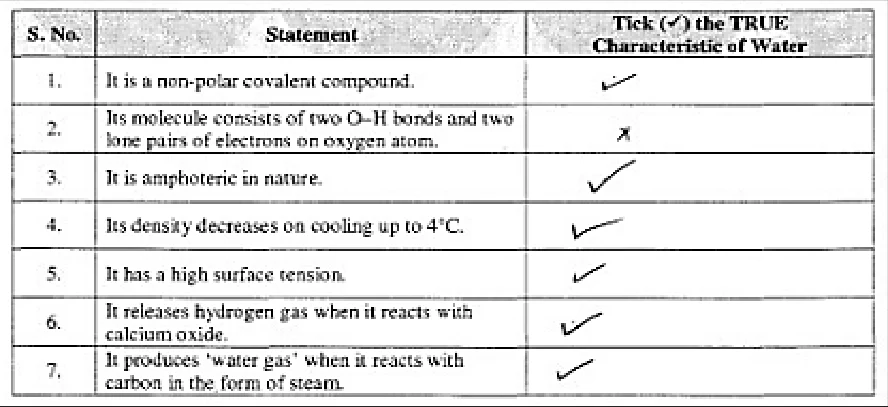 S. No. Statement Tick (✓) the TRUE
Characteristic of Water
1. It is a non-polar covalent compound. ✓
2. Its molecule consists of two O–H bonds and two
lone pairs of electrons on oxygen atom. ✗
3. It is amphoteric in nature. ✓
4. Its density decreases on cooling up to 4°C. ✓
5. It has a high surface tension. ✓
6. It releases hydrogen gas when it reacts with
calcium oxide. ✓
7. It produces 'water gas' when it reacts with
carbon in the form of steam. ✓